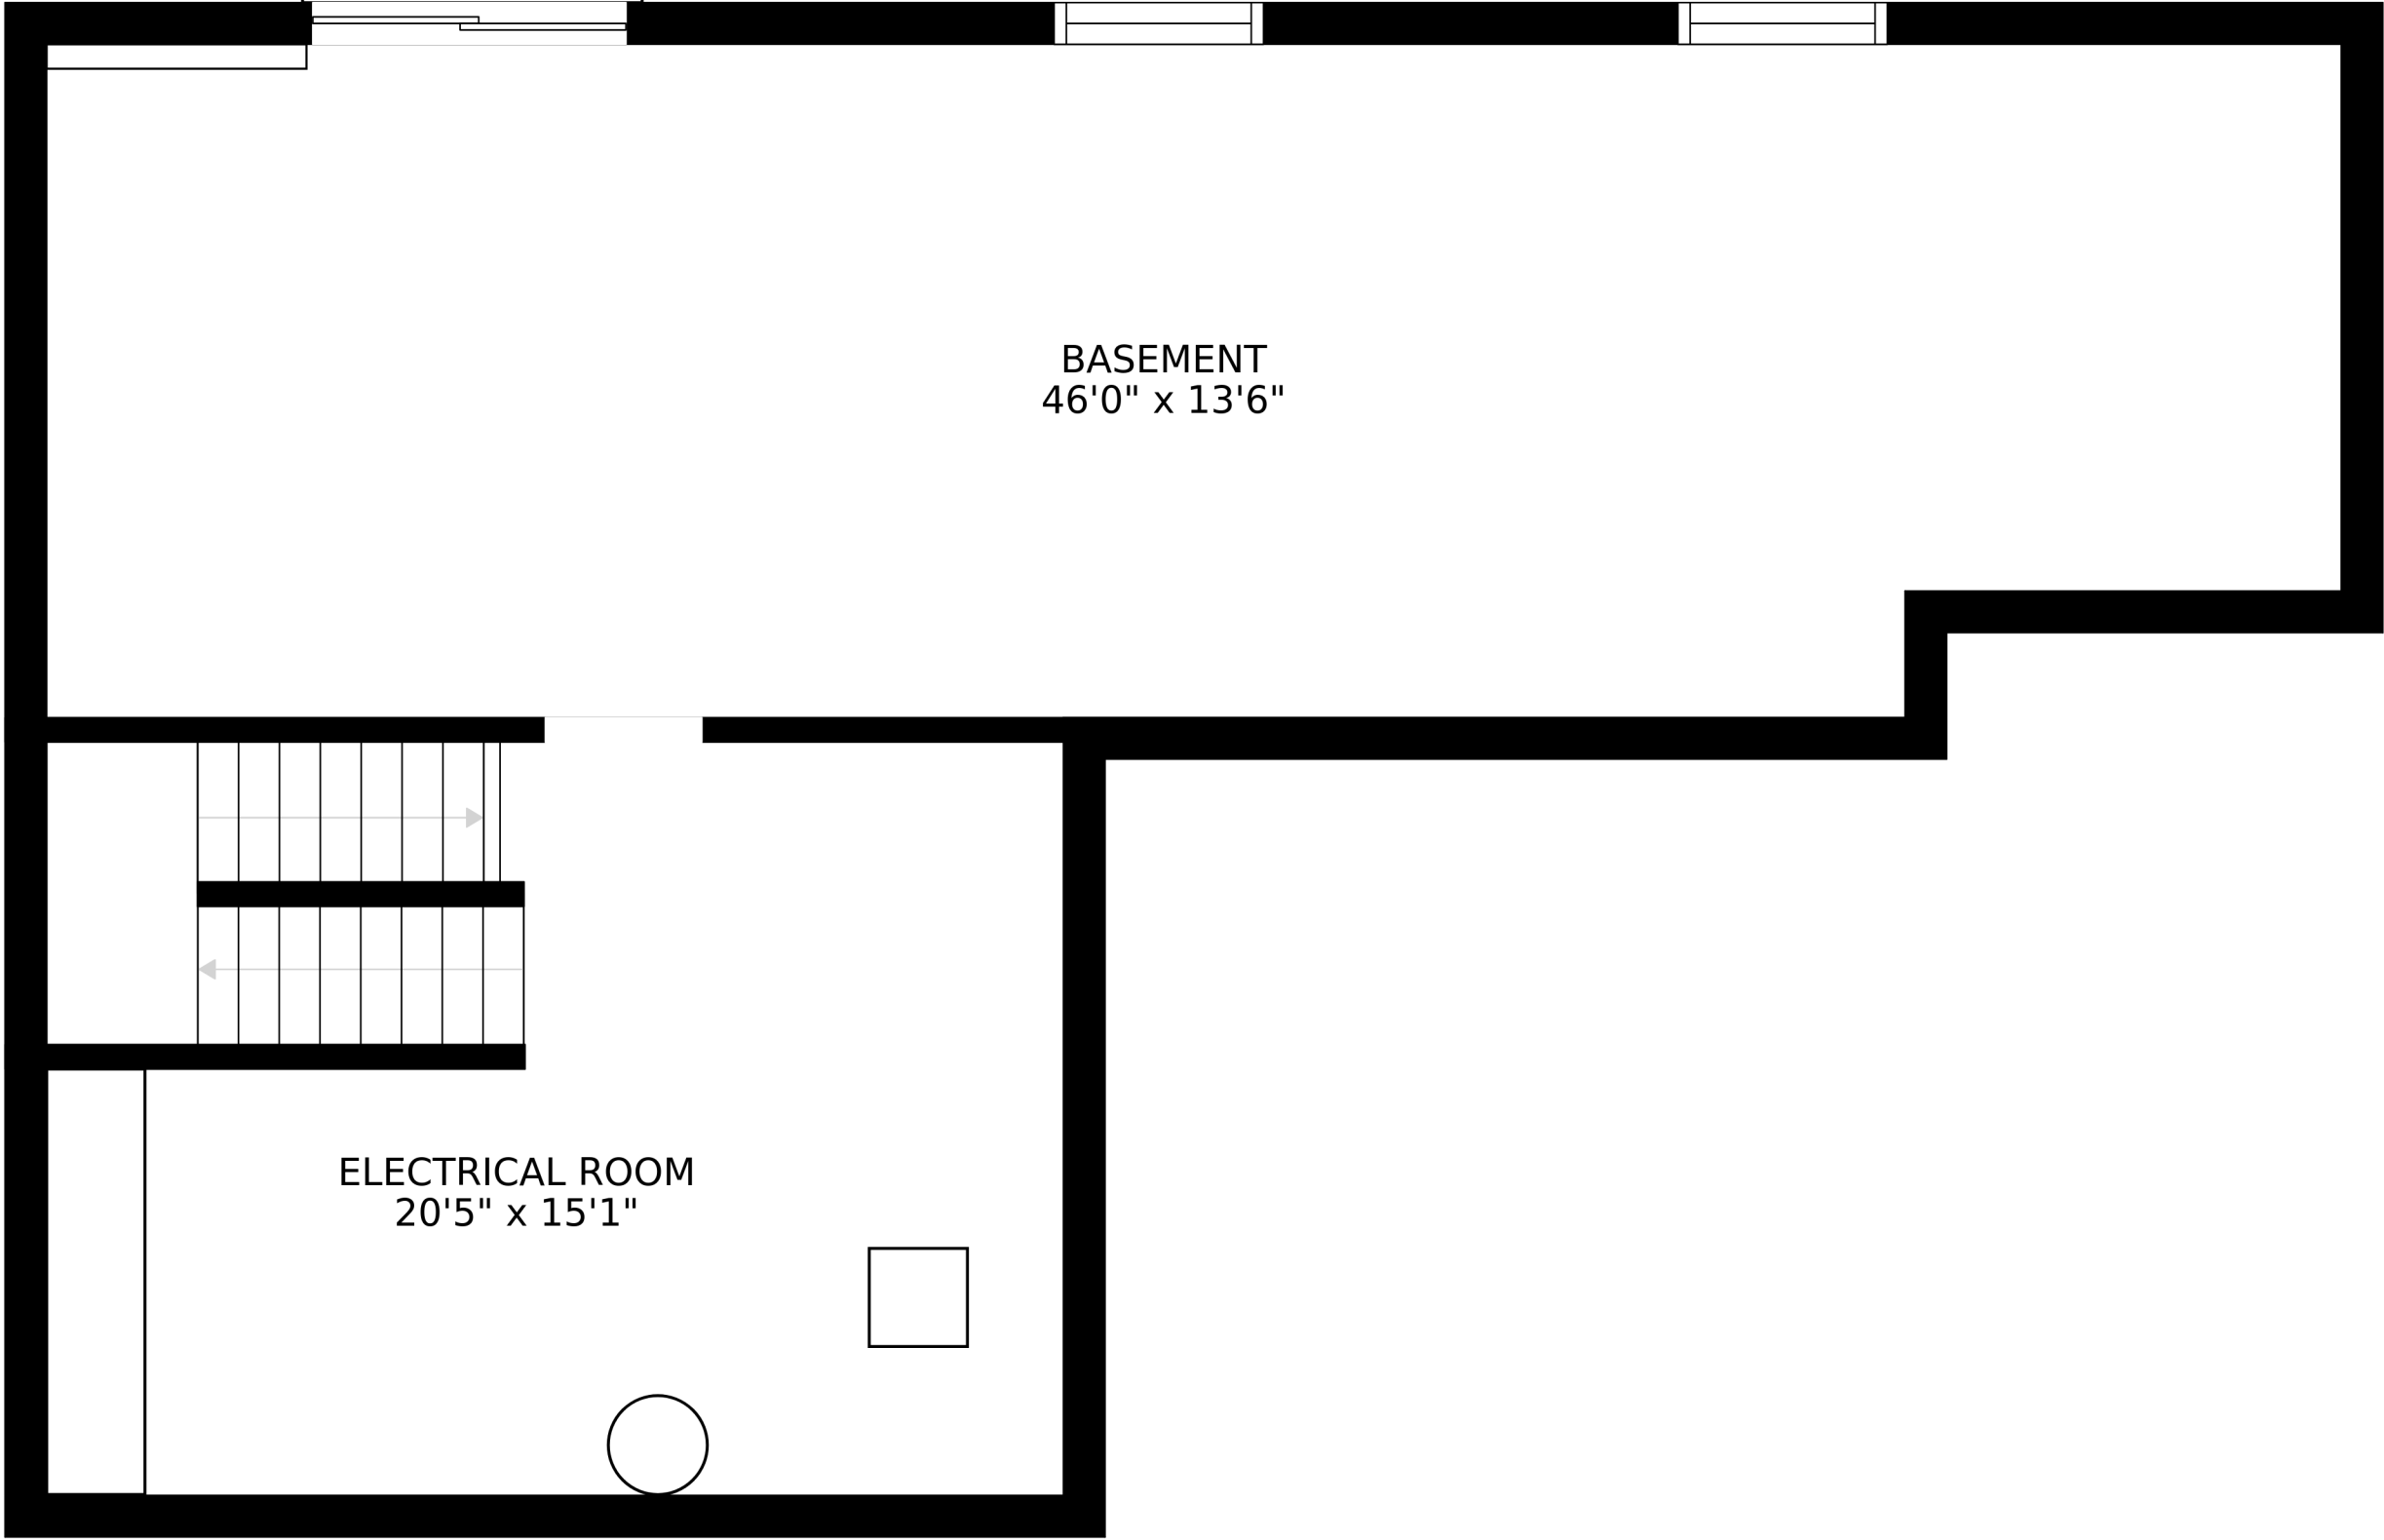 BASEMENT
46'0" x 13'6"
ELECTRICAL ROOM
20'5" x 15'1"